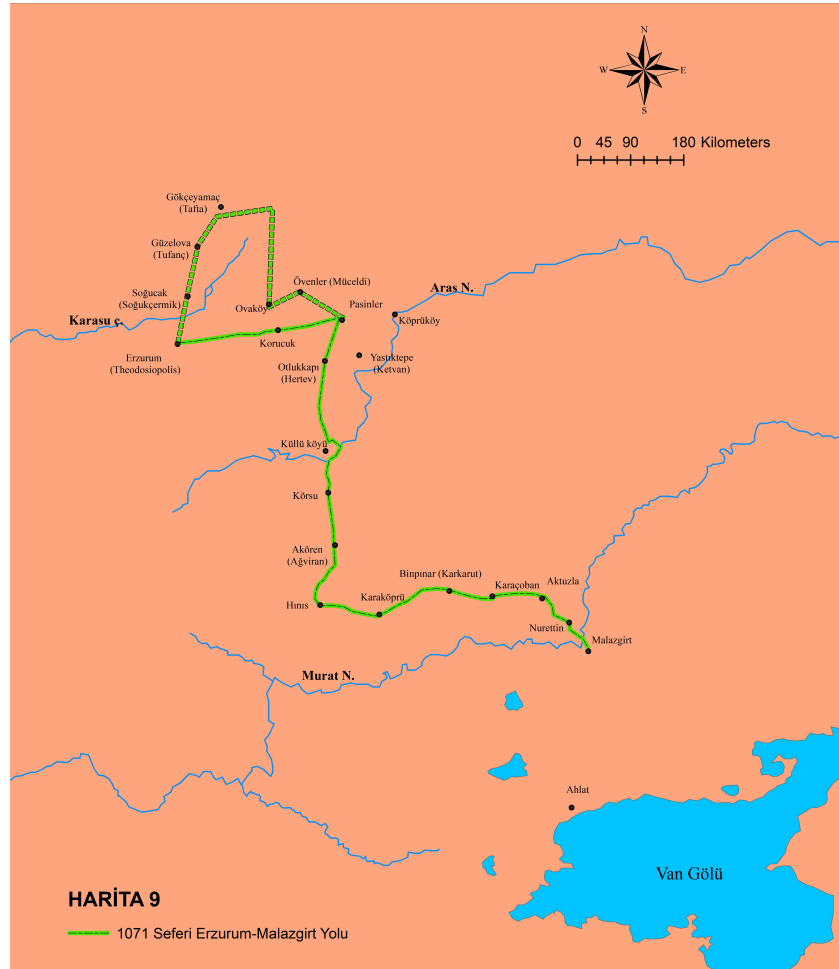 N
W E
S
0 45 90 180 Kilometers
Gökçeyamaç
(Tafta)
Güzelova
(Tufanç)
Soğucak
(Soğukçermik)
Övenler (Müceldi)
Aras N.
Ovaköy
Pasinler
Köprüköy
Karasu ç.
Korucuk
Erzurum
(Theodosiopolis)
Otlukkapı
(Hertev)
Yastıktepe
(Ketvan)
Küllü köyü
Körsu
Akören
(Ağviran)
Binpınar (Karkarut)
Karaçoban
Aktuzla
Hınıs
Karaköprü
Nurettin
Malazgirt
Murat N.
Ahlat
Van Gölü
HARİTA 9
1071 Seferi Erzurum-Malazgirt Yolu